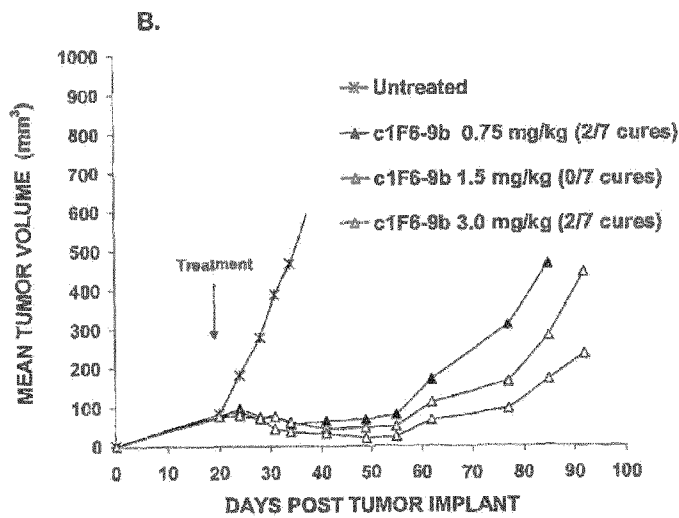 B.
1000
900
800
700
600
500
400
300
200
100
0
MEAN TUMOR VOLUME (mm³)
Untreated
c1F6-9b 0.75 mg/kg (2/7 cures)
c1F6-9b 1.5 mg/kg (0/7 cures)
c1F6-9b 3.0 mg/kg (2/7 cures)
Treatment
0 10 20 30 40 50 60 70 80 90 100
DAYS POST TUMOR IMPLANT